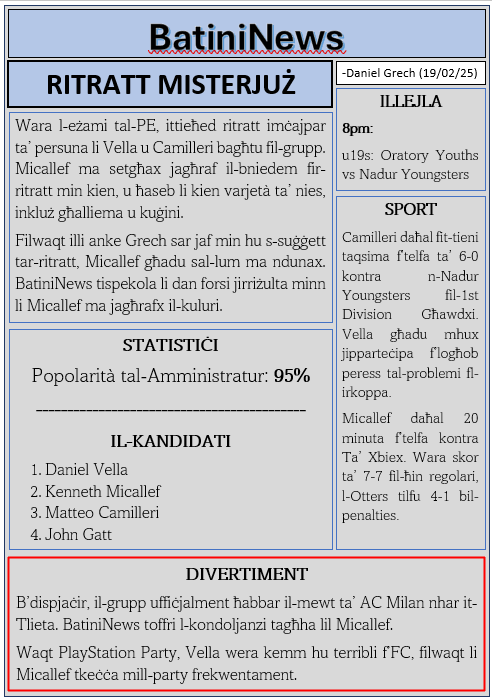 BatiniNews
RITRATT MISTERJUŻ
-Daniel Grech (19/02/25)
Wara l-eżami tal-PE, ittieħed ritratt imċajpar
ta' persuna li Vella u Camilleri bagħtu fil-grupp.
Micallef ma setgħax jagħraf il-bniedem fir-
ritratt min kien, u ħaseb li kien varjetà ta' nies,
inkluż għalliema u kuġini.
Filwaqt illi anke Grech sar jaf min hu s-suġġett
tar-ritratt, Micallef għadu sal-lum ma ndunax.
BatiniNews tispekola li dan forsi jirriżulta minn
li Micallef ma jagħrafx il-kuluri.
ILLEJLA
8pm:
u19s: Oratory Youths
vs Nadur Youngsters
SPORT
Camilleri daħal fit-tieni
taqsima f'telfa ta' 6-0
kontra n-Nadur
Youngsters fil-1st
Division Għawdxi.
Vella għadu mhux
jipparteċipa f'logħob
peress tal-problemi fl-
irkoppa.
Micallef daħal 20
minuta f'telfa kontra
Ta' Xbiex. Wara skor
ta' 7-7 fil-ħin regolari,
l-Otters tilfu 4-1 bil-
penalties.
STATISTIĊI
Popolarità tal-Amministratur: 95%
IL-KANDIDATI
1. Daniel Vella
2. Kenneth Micallef
3. Matteo Camilleri
4. John Gatt
DIVERTIMENT
B'dispjaċir, il-grupp uffiċjalment ħabbar il-mewt ta' AC Milan nhar it-
Tlieta. BatiniNews toffri l-kondoljanzi tagħha lil Micallef.
Waqt PlayStation Party, Vella wera kemm hu terribli f'FC, filwaqt li
Micallef tkeċċa mill-party frekwentament.